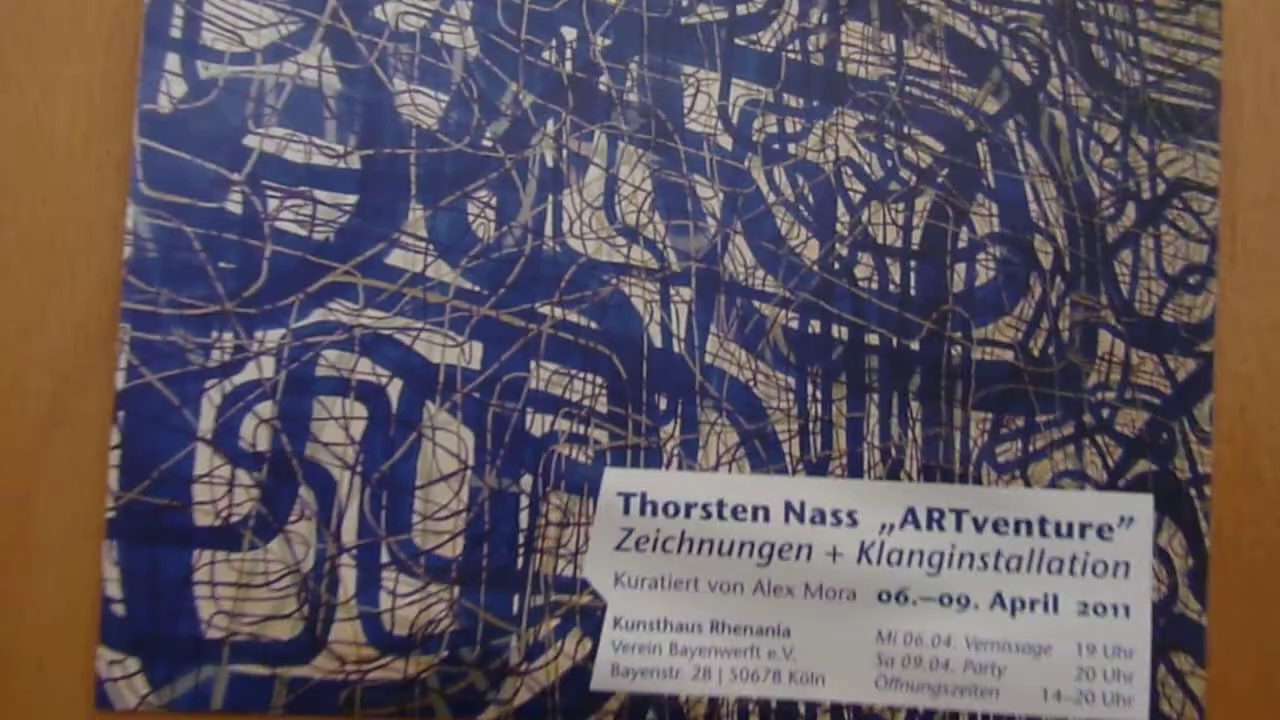 Thorsten Nass „ARTventure”
Zeichnungen + Klanginstallation
Kuratiert von Alex Mora 06.–09. April 2011
Kunsthaus Rhenania
Verein Bayenwerft e.V.
Bayenstr. 28 | 50678 Köln
Mi 06.04. Vernissage 19 Uhr
Sa 09.04. Party 20 Uhr
Öffnungszeiten 14–20 Uhr